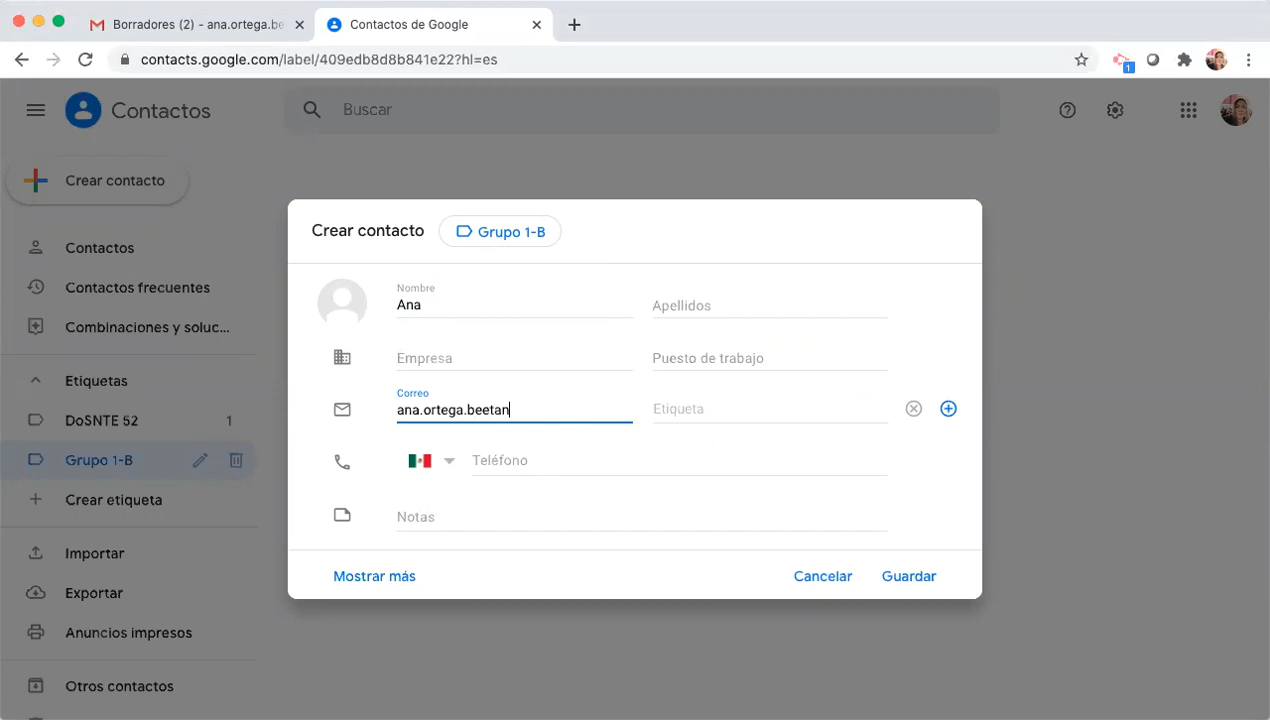 Borradores (2) - ana.ortega.be
Contactos de Google
contacts.google.com/label/409edb8d8b841e22?hl=es
1
Contactos
Buscar
Crear contacto
Contactos
Contactos frecuentes
Combinaciones y soluc...
Etiquetas
DoSNTE 52 1
Grupo 1-B
Crear etiqueta
Importar
Exportar
Anuncios impresos
Otros contactos
Crear contacto
Grupo 1-B
Nombre
Ana
Apellidos
Empresa
Puesto de trabajo
Correo
ana.ortega.beetan
Etiqueta
Teléfono
Notas
Mostrar más
Cancelar
Guardar